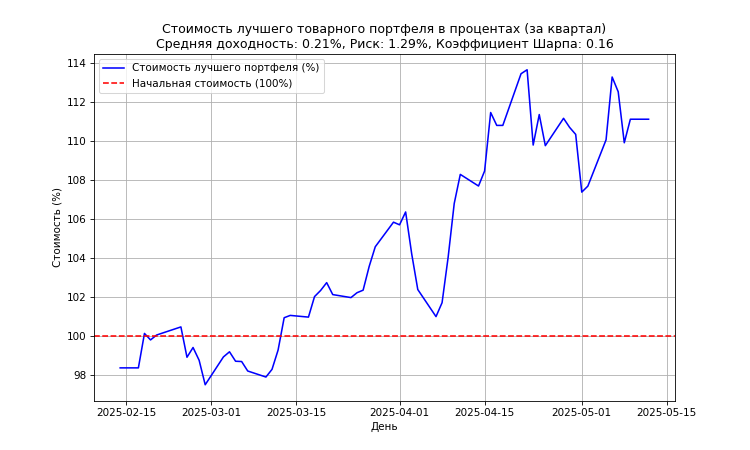 Стоимость лучшего товарного портфеля в процентах (за квартал)
Средняя доходность: 0.21%, Риск: 1.29%, Коэффициент Шарпа: 0.16
Стоимость лучшего портфеля (%)
Начальная стоимость (100%)
Стоимость (%)
114
112
110
108
106
104
102
100
98
2025-02-15
2025-03-01
2025-03-15
2025-04-01
2025-04-15
2025-05-01
2025-05-15
День